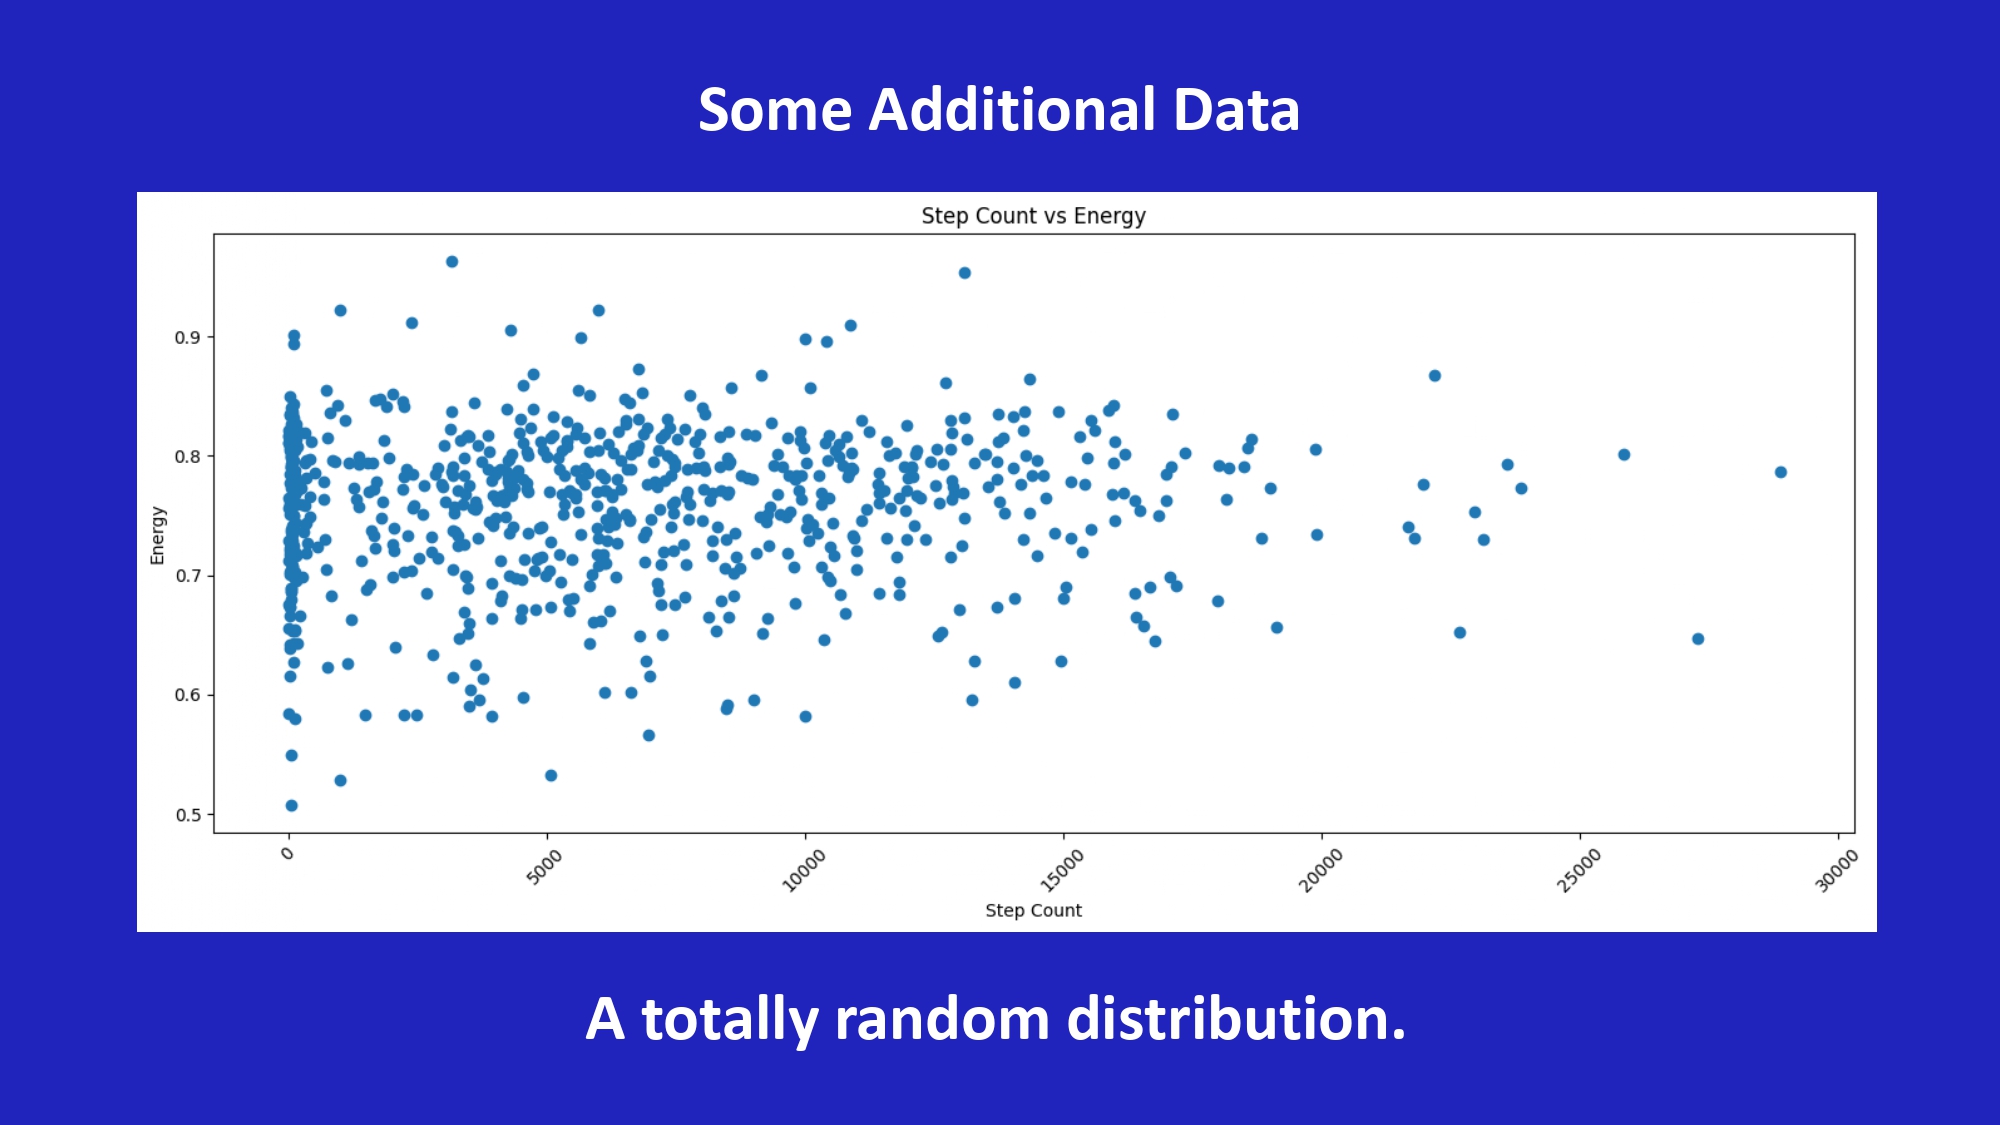 Some Additional Data
Step Count vs Energy
0.9
0.8
0.7
0.6
0.5
Energy
0
5000
10000
15000
20000
25000
30000
Step Count
A totally random distribution.